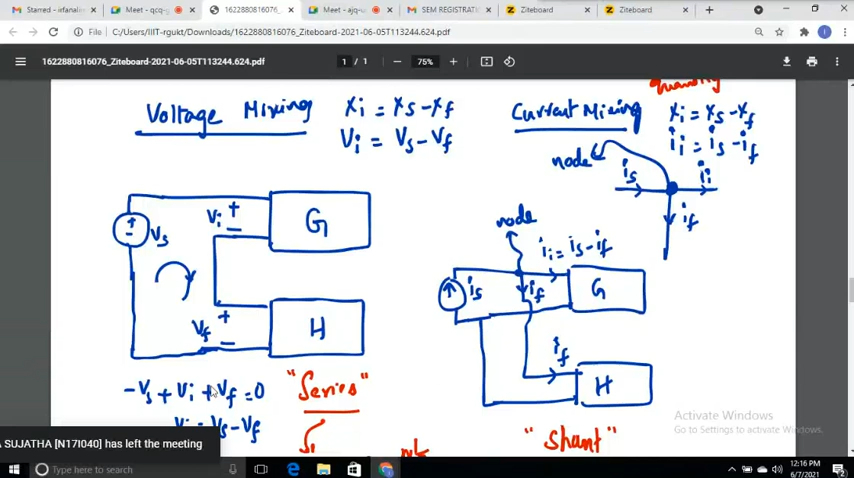 Starred - irfanali
Meet - qcq-g
1622880816076_Ziteboard-2
Meet - ajq-u
SEM REGISTRATIO
Ziteboard
Ziteboard
File | C:/Users/IIIT-rgukt/Downloads/1622880816076_Ziteboard-2021-06-05T113244.624.pdf
1622880816076_Ziteboard-2021-06-05T113244.624.pdf
1 / 1
75%
quantity
Voltage Mixing
xi = xs-xf
Vi = Vs-Vf
Current Mixing
xi = xs-xf
ii = is-if
node
is
ii
if
Vi
+
-
G
Vs
Vf
+
-
H
node
ii = is-if
is
if
G
if
H
-Vs + Vi + Vf = 0
"Series"
Vi = Vs-Vf
"Shunt"
SUJATHA [N17I040] has left the meeting
Activate Windows
Go to Settings to activate Windows.
Type here to search
12:16 PM
6/7/2021